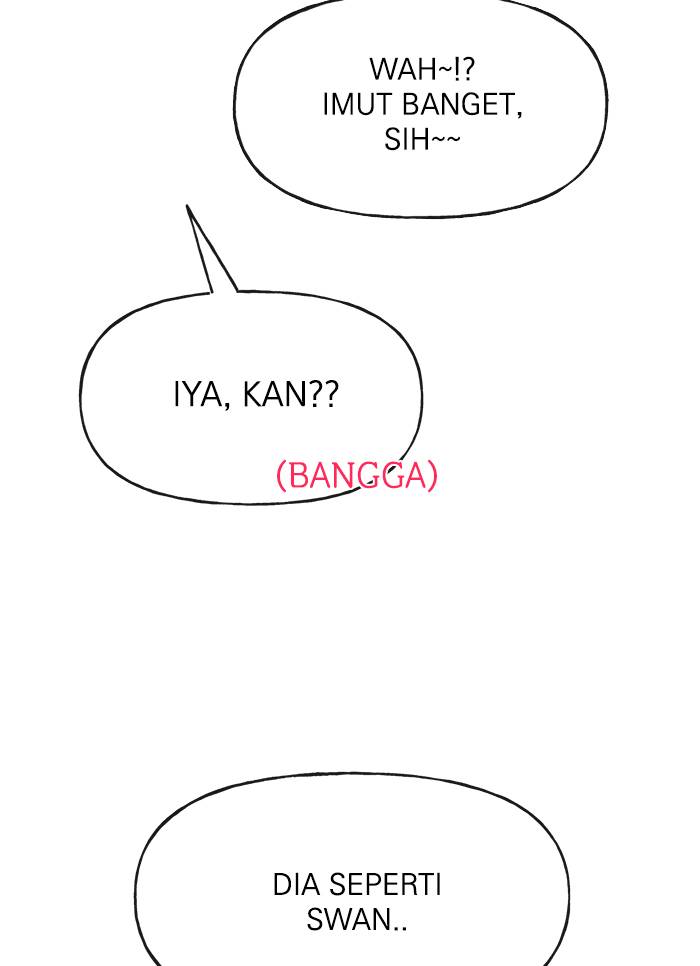 WAH~!?
IMUT BANGET,
SIH~~
IYA, KAN??
(BANGGA)
DIA SEPERTI
SWAN..